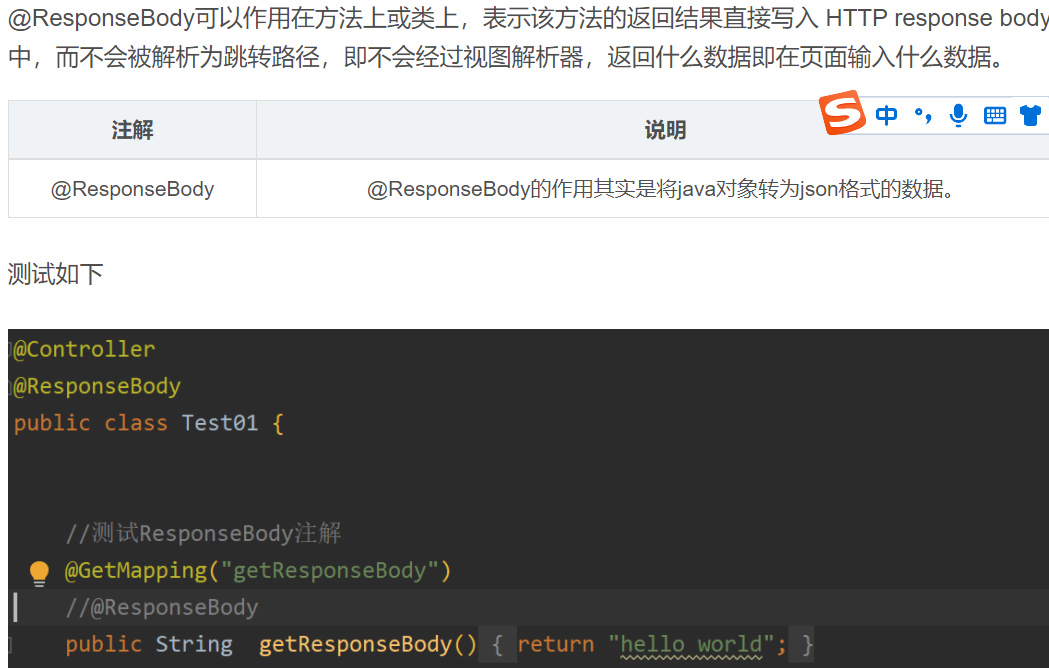 @ResponseBody可以作用在方法上或类上，表示该方法的返回结果直接写入 HTTP response body
中，而不会被解析为跳转路径，即不会经过视图解析器，返回什么数据即在页面输入什么数据。
注解 说明
中
@ResponseBody @ResponseBody的作用其实是将java对象转为json格式的数据。
测试如下
@Controller
@ResponseBody
public class Test01 {
//测试ResponseBody注解
@GetMapping("getResponseBody")
//@ResponseBody
public String  getResponseBody() { return "hello world"; }